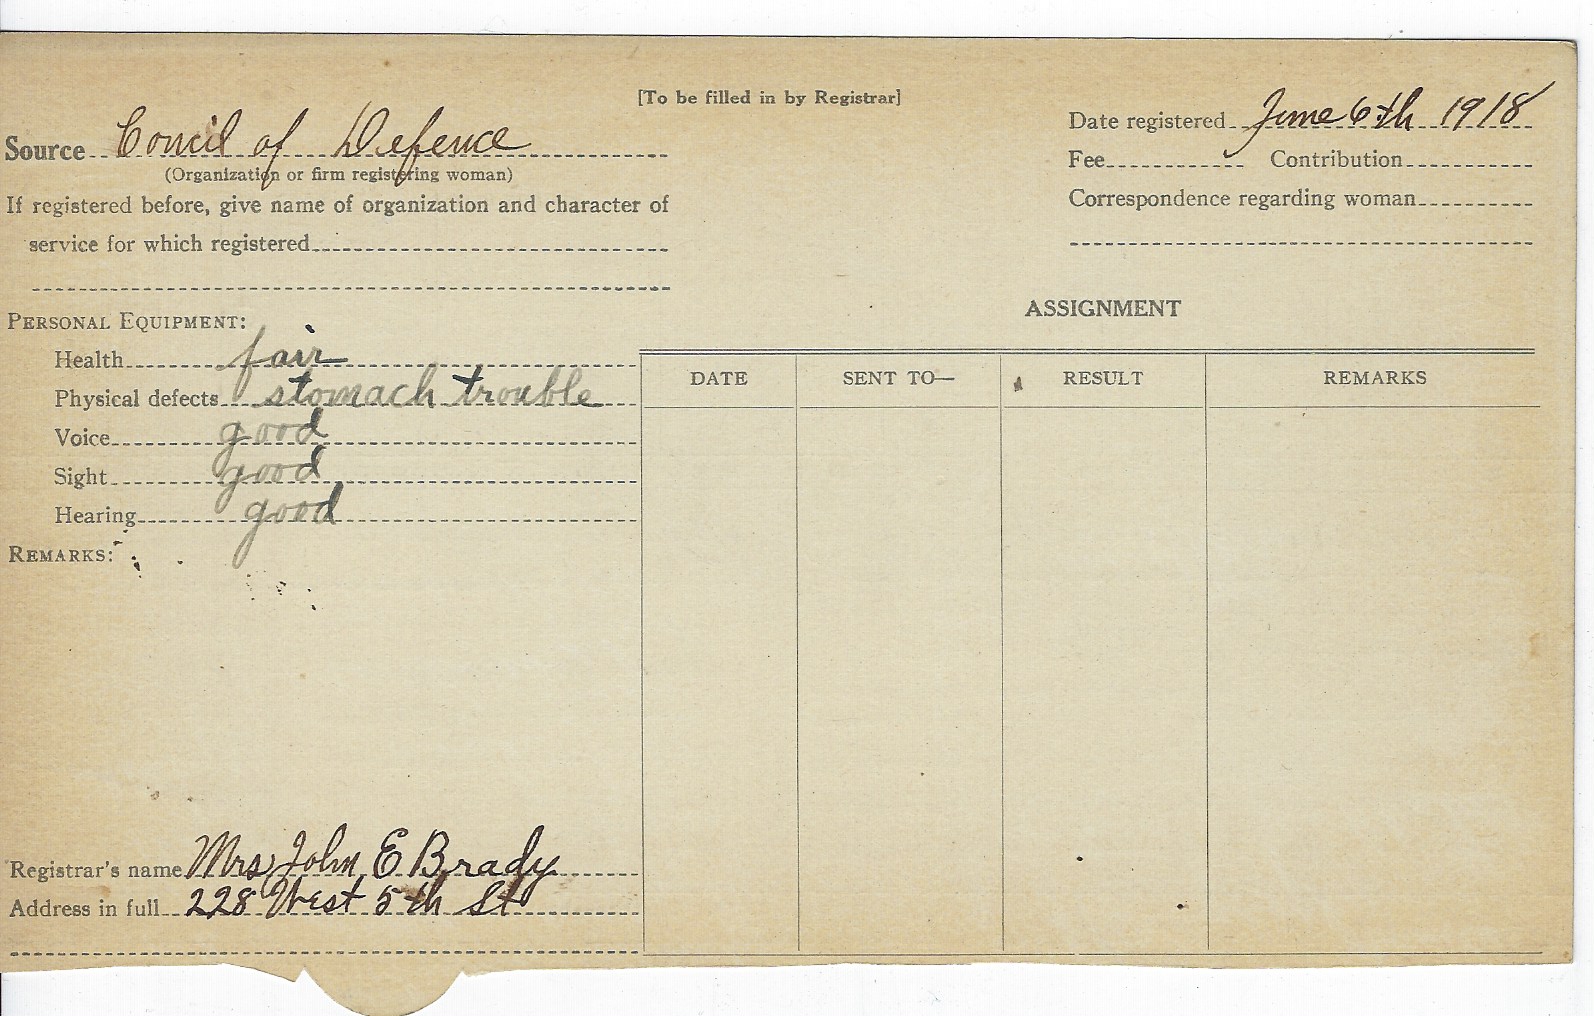 [To be filled in by Registrar]
Source Concil of Defence
(Organization or firm registering woman)
If registered before, give name of organization and character of
service for which registered
Date registered June 6th 1918
Fee Contribution
Correspondence regarding woman
PERSONAL EQUIPMENT:
Health fair
Physical defects stomach trouble
Voice good
Sight good
Hearing good
REMARKS:
Registrar's name Mrs John E Brady
Address in full 228 West 5th St
ASSIGNMENT
DATE SENT TO— RESULT REMARKS